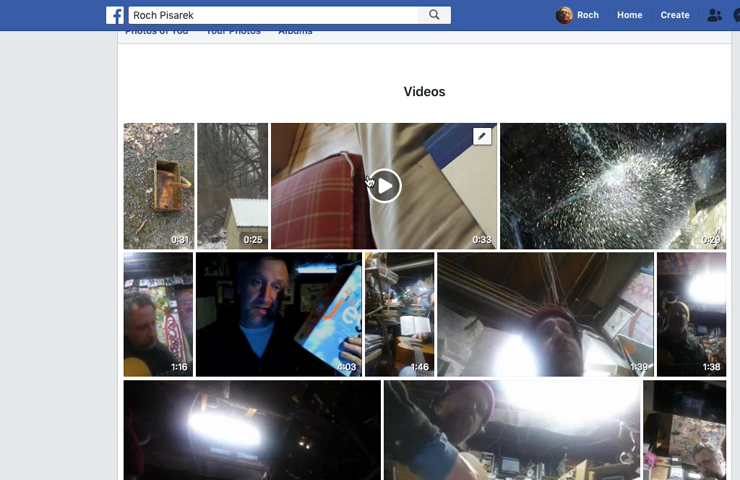 Roch Pisarek
Roch
Home
Create
Photos of You
Your Photos
Albums
Videos
0:31
0:25
0:33
0:29
1:16
4:03
1:46
1:39
1:38